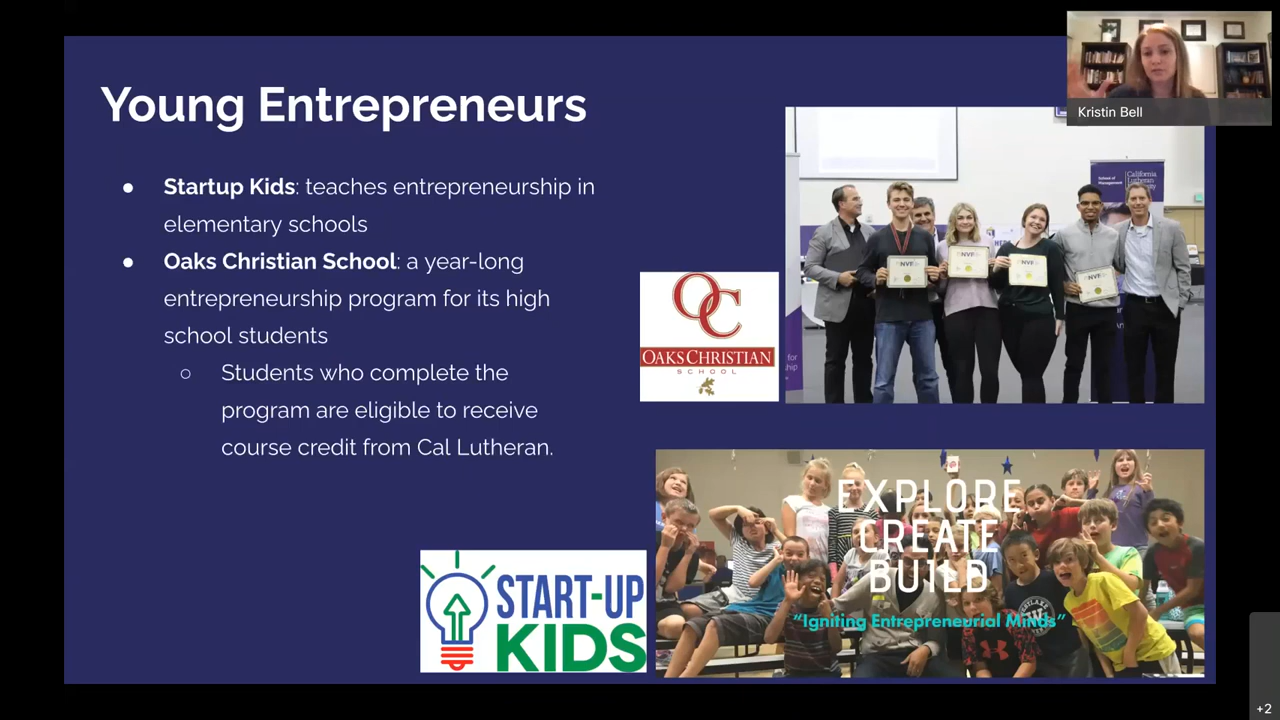 Young Entrepreneurs
Kristin Bell
● Startup Kids: teaches entrepreneurship in
elementary schools
● Oaks Christian School: a year-long
entrepreneurship program for its high
school students
○ Students who complete the
program are eligible to receive
course credit from Cal Lutheran.
School of
Management
California
Lutheran
University
NVF
NVF
NVF
NVF
for
OC
OAKS CHRISTIAN
SCHOOL
EXPLORE
CREATE
BUILD
"Igniting Entrepreneurial Minds"
START-UP
KIDS
+2